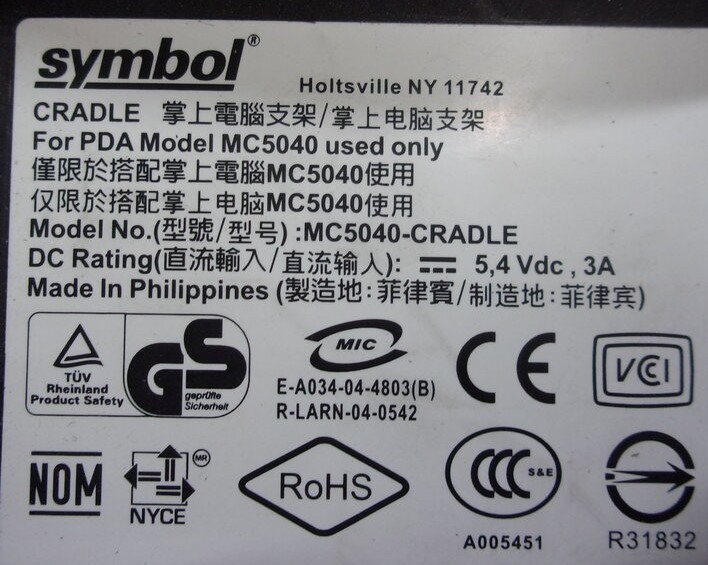 symbol®
Holtsville NY 11742
CRADLE 掌上電腦支架/掌上电脑支架
For PDA Model MC5040 used only
僅限於搭配掌上電腦MC5040使用
仅限於搭配掌上电脑MC5040使用
Model No.(型號/型号) :MC5040-CRADLE
DC Rating(直流輸入/直流输入): 5,4 Vdc , 3A
Made In Philippines (製造地:菲律賓/制造地:菲律宾)
TÜV
Rheinland
Product Safety
GS
geprüfte
Sicherheit
MIC
E-A034-04-4803(B)
R-LARN-04-0542
CE
VCI
NOM
MR
NYCE
RoHS
CCC S&E
A005451
R31832